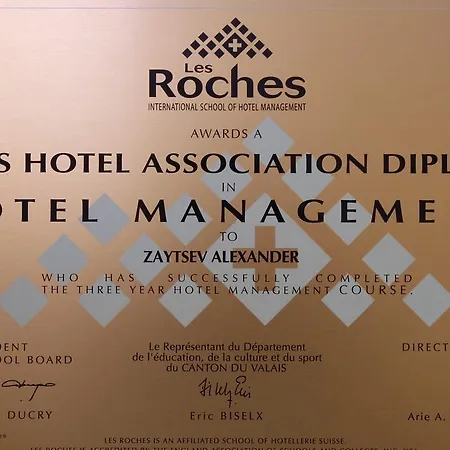 Les
Roches
INTERNATIONAL SCHOOL OF HOTEL MANAGEMENT
AWARDS A
S HOTEL ASSOCIATION DIPL
IN
OTEL MANAGEME
TO
ZAYTSEV ALEXANDER
WHO HAS SUCCESSFULLY COMPLETED
THE THREE YEAR HOTEL MANAGEMENT COURSE.
DENT
OOL BOARD
DUCRY
Le Représentant du Département
de l'éducation, de la culture et du sport
du CANTON DU VALAIS
Eric BISELX
DIRECT
Arie A.
LES ROCHES IS AN AFFILIATED SCHOOL OF HOTELLERIE SUISSE.